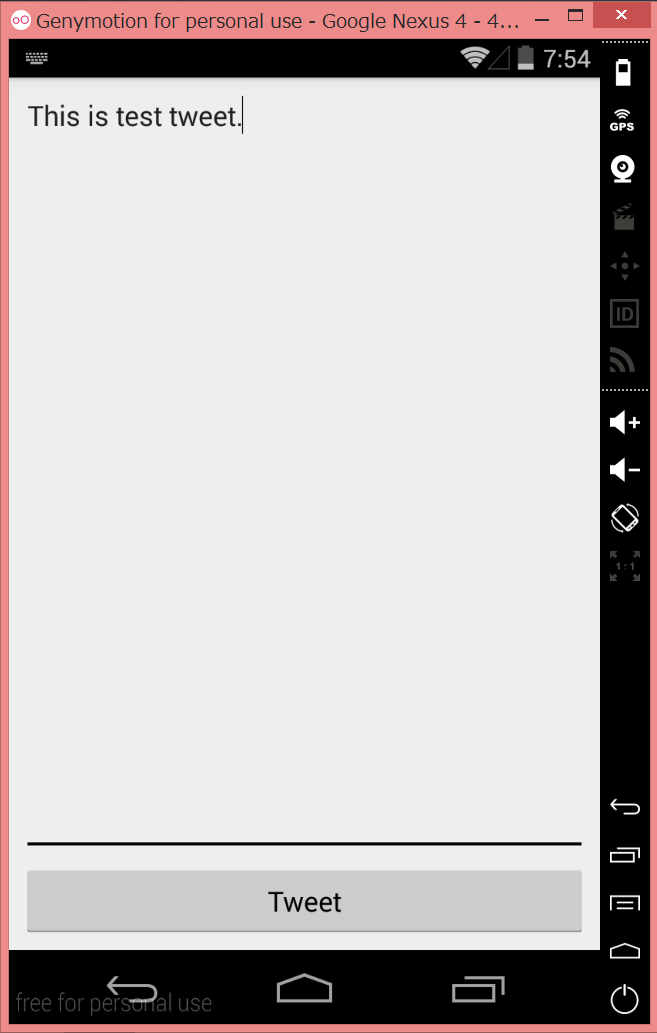 Genymotion for personal use - Google Nexus 4 - 4...
7:54
This is test tweet.
GPS
ID
1:1
Tweet
free for personal use